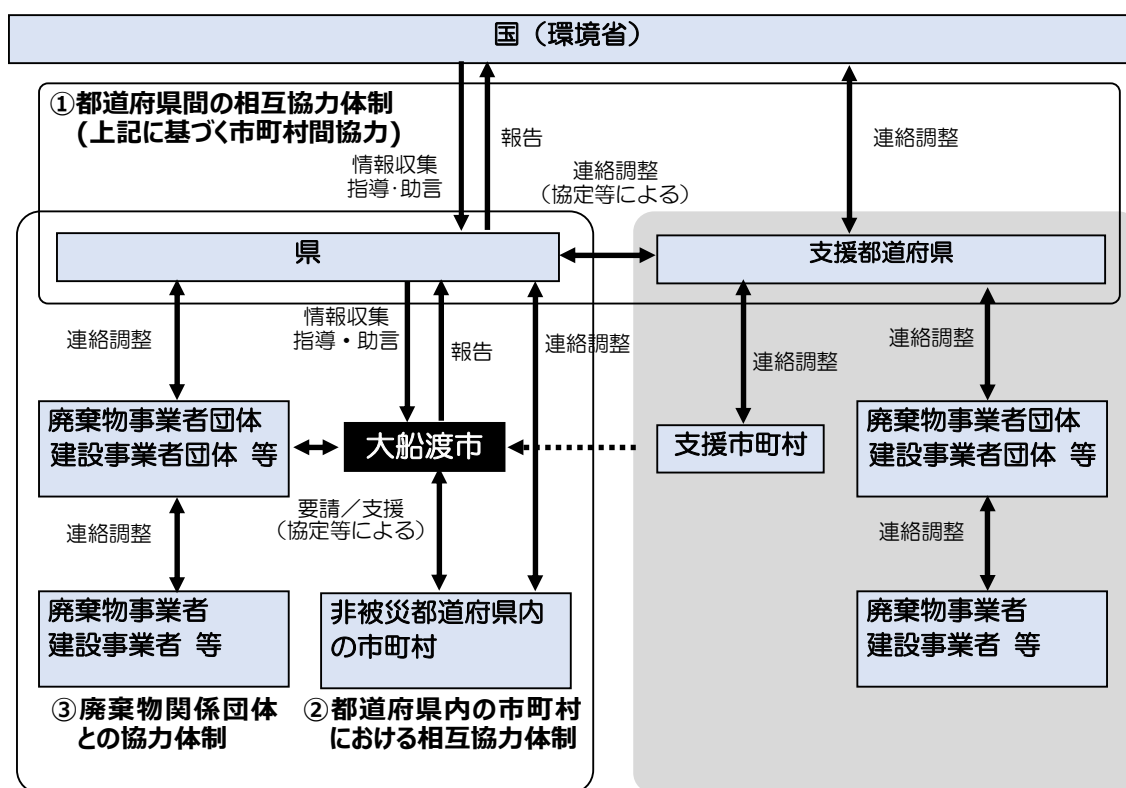 国（環境省）
①都道府県間の相互協力体制
(上記に基づく市町村間協力)
情報収集
指導･助言
報告
連絡調整
（協定等による）
連絡調整
県
支援都道府県
連絡調整
情報収集
指導・助言
報告
連絡調整
連絡調整
連絡調整
廃棄物事業者団体
建設事業者団体 等
大船渡市
支援市町村
廃棄物事業者団体
建設事業者団体 等
連絡調整
要請／支援
（協定等による）
連絡調整
廃棄物事業者
建設事業者 等
非被災都道府県内
の市町村
廃棄物事業者
建設事業者 等
③廃棄物関係団体
との協力体制
②都道府県内の市町村
における相互協力体制